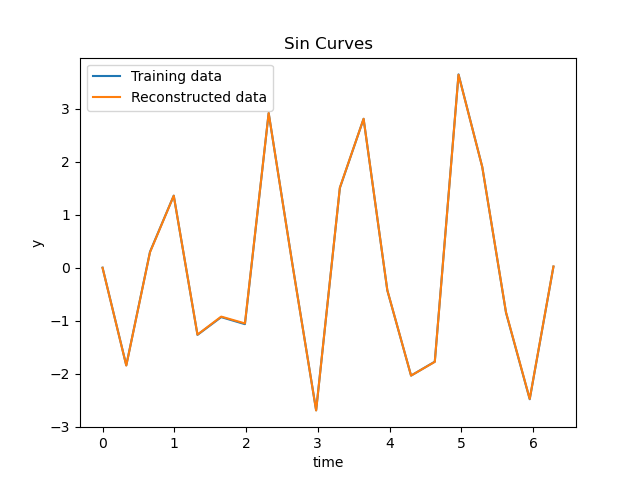 Sin Curves
Training data
Reconstructed data
3
2
1
0
−1
−2
−3
y
0 1 2 3 4 5 6
time